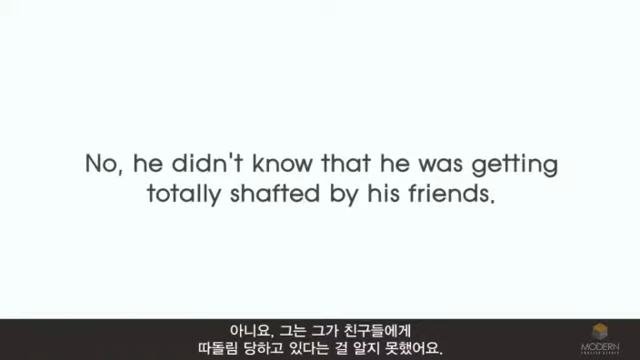 No, he didn't know that he was getting
totally shafted by his friends.
아니요, 그는 그가 친구들에게
따돌림 당하고 있다는 걸 알지 못했어요.
MODERN